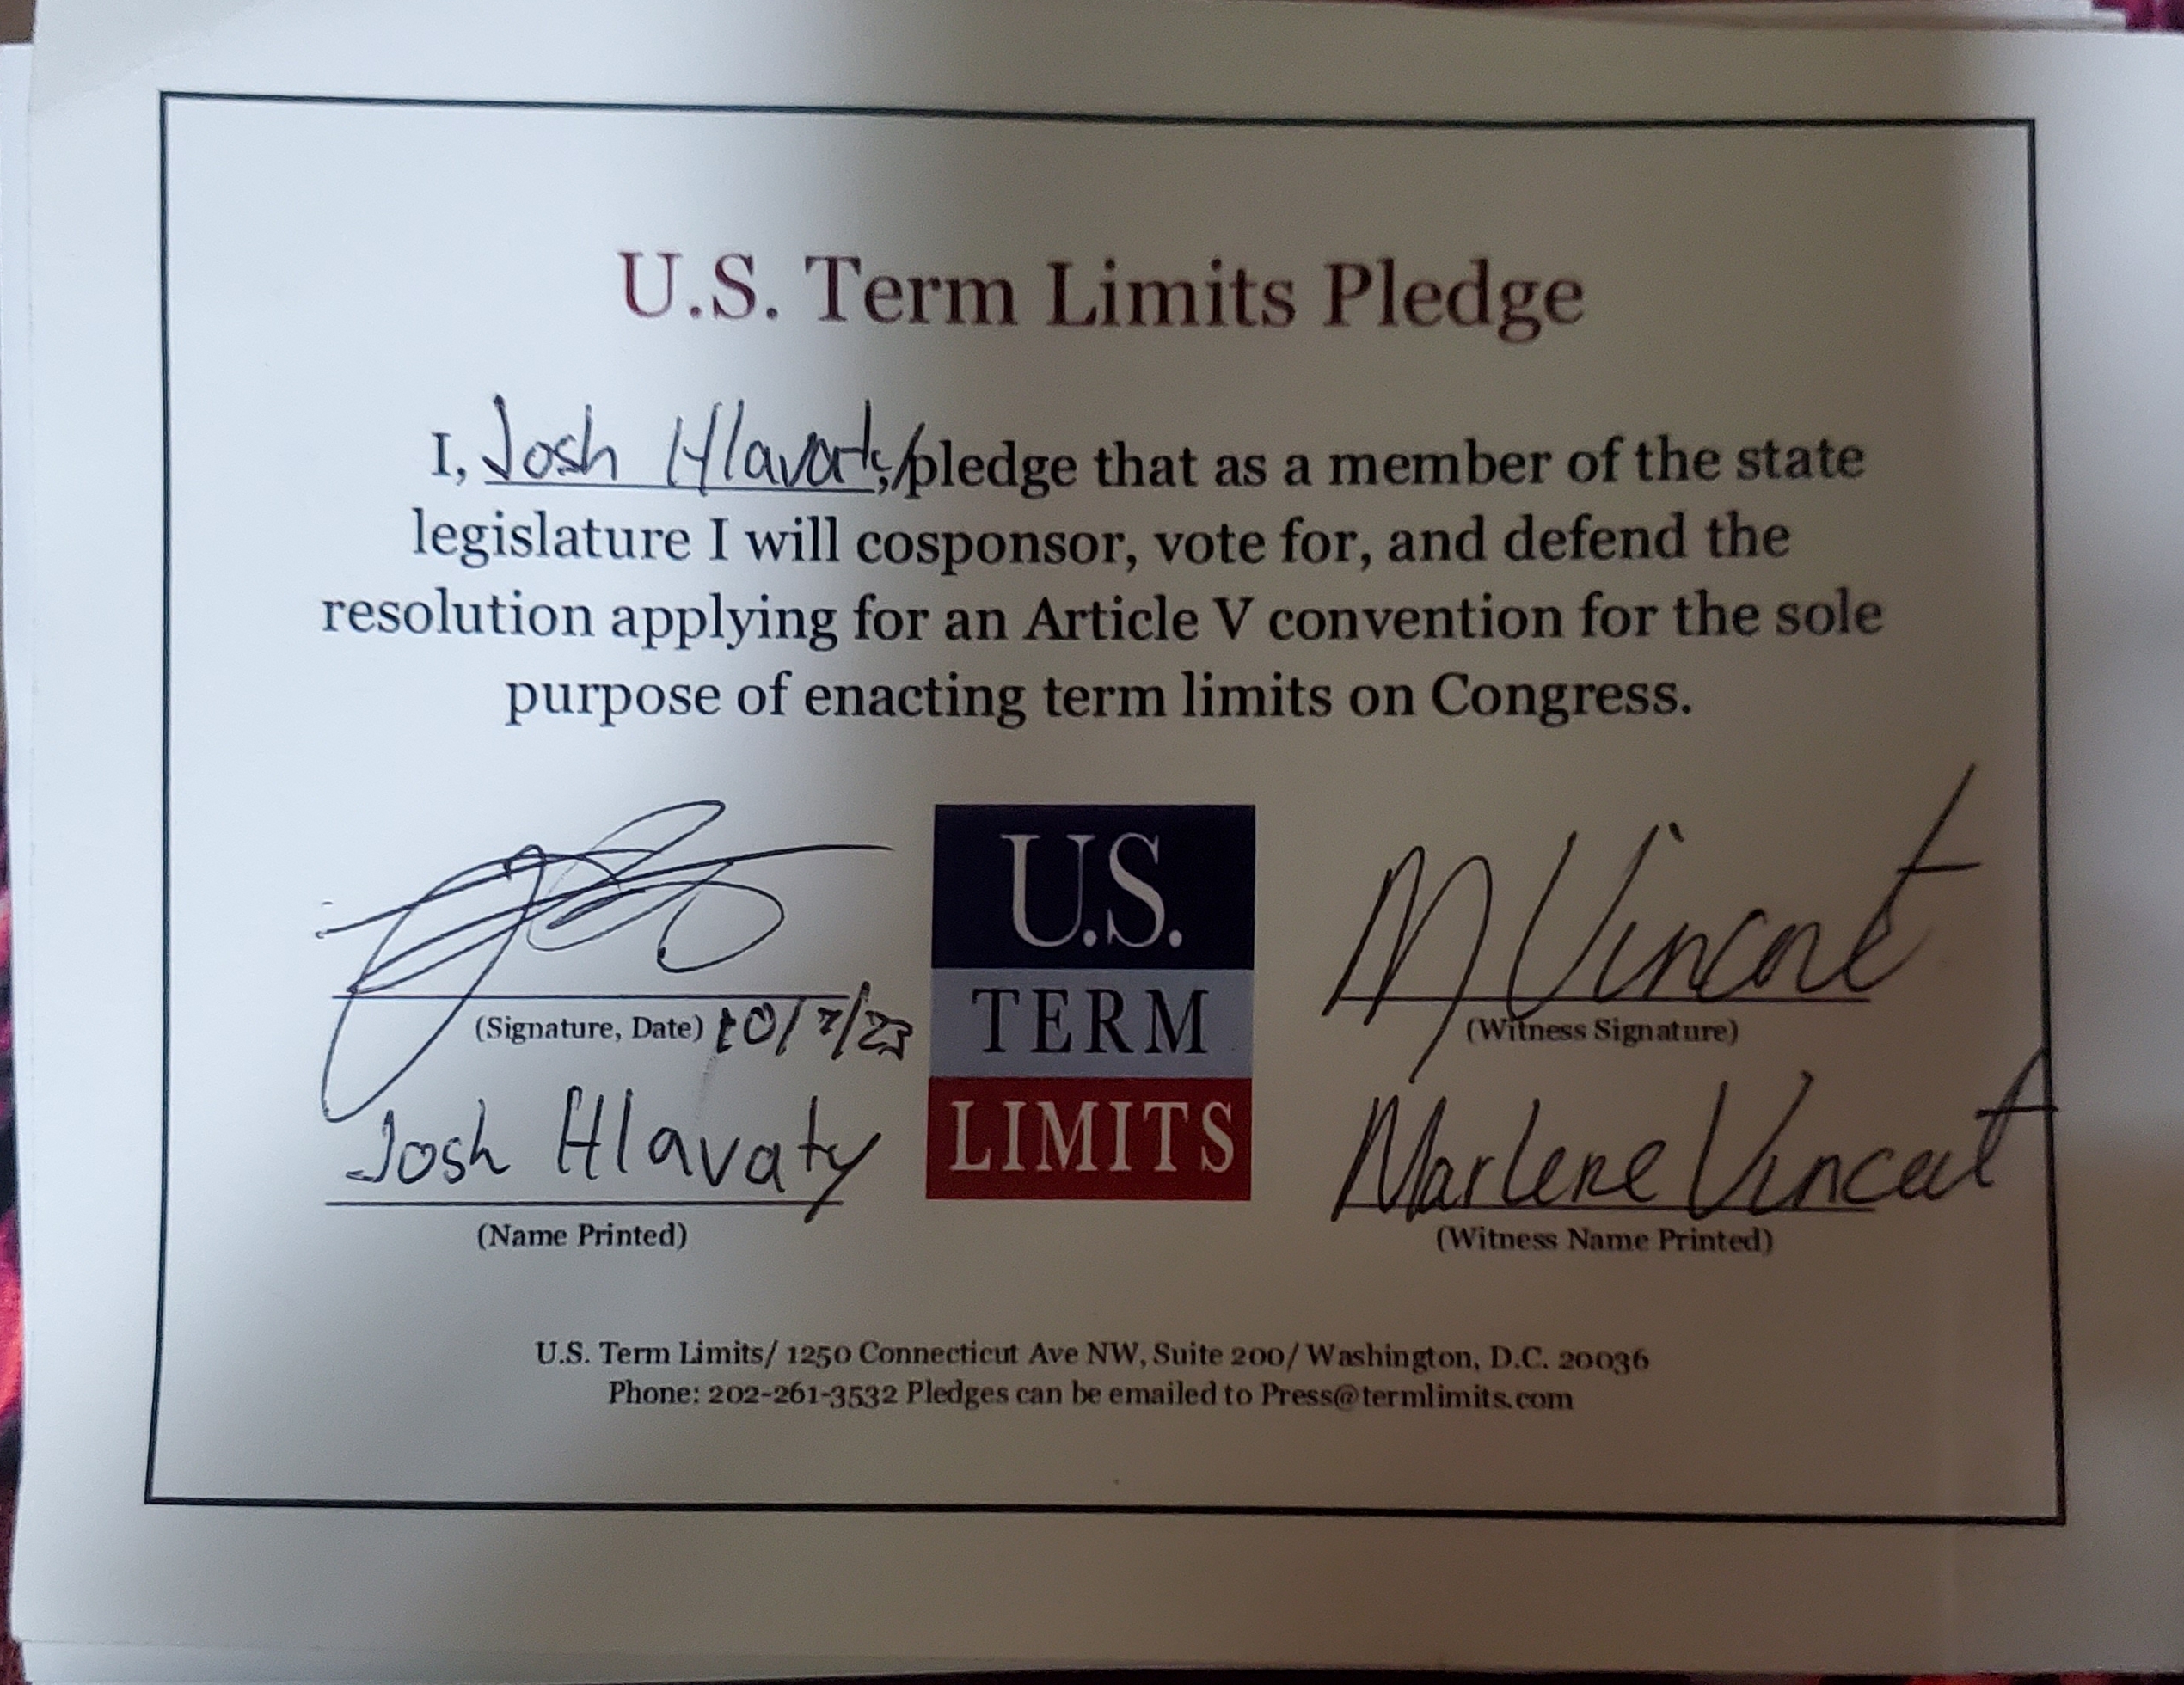 U.S. Term Limits Pledge
I, Josh Hlavaty, pledge that as a member of the state
legislature I will cosponsor, vote for, and defend the
resolution applying for an Article V convention for the sole
purpose of enacting term limits on Congress.
(Signature, Date) 10/7/23
Josh Hlavaty
(Name Printed)
U.S.
TERM
LIMITS
M Vincent
(Witness Signature)
Marlene Vincent
(Witness Name Printed)
U.S. Term Limits/ 1250 Connecticut Ave NW, Suite 200/ Washington, D.C. 20036
Phone: 202-261-3532 Pledges can be emailed to Press@termlimits.com